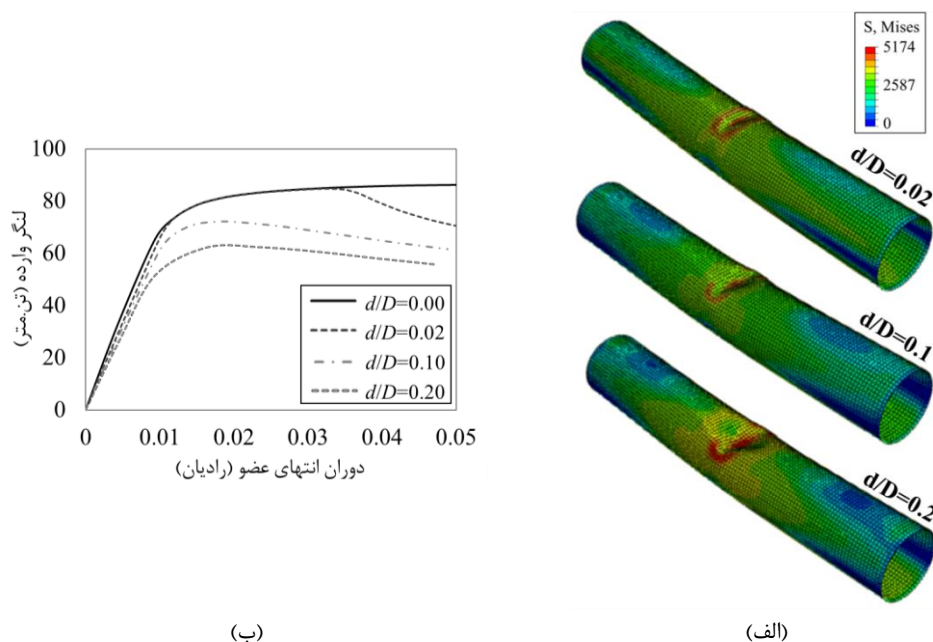 S, Mises
5174
2587
0
d/D=0.02
d/D=0.1
d/D=0.2
(الف)
لنگر وارده (تن.متر)
100
80
60
40
20
0
d/D=0.00
d/D=0.02
d/D=0.10
d/D=0.20
0 0.01 0.02 0.03 0.04 0.05
دوران انتهای عضو (رادیان)
(ب)